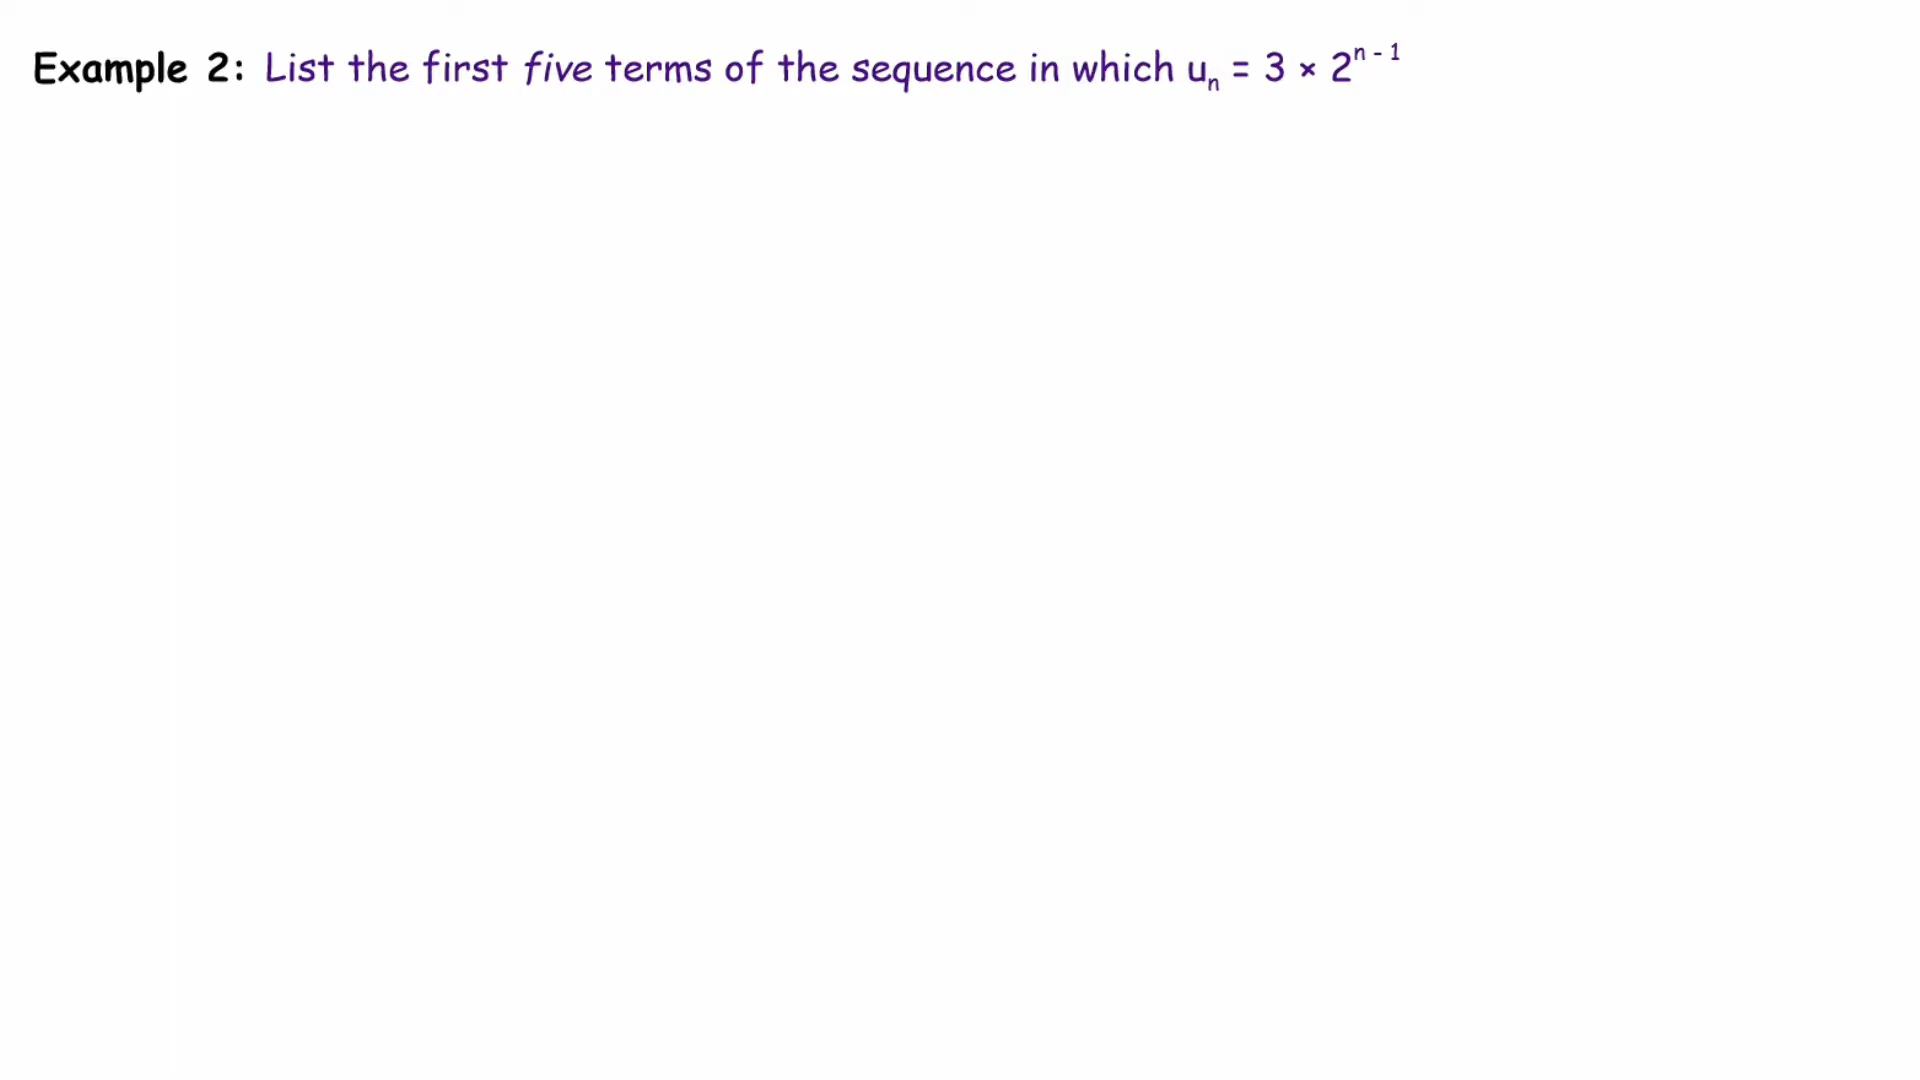 Example 2: List the first five terms of the sequence in which uₙ = 3 × 2ⁿ⁻¹